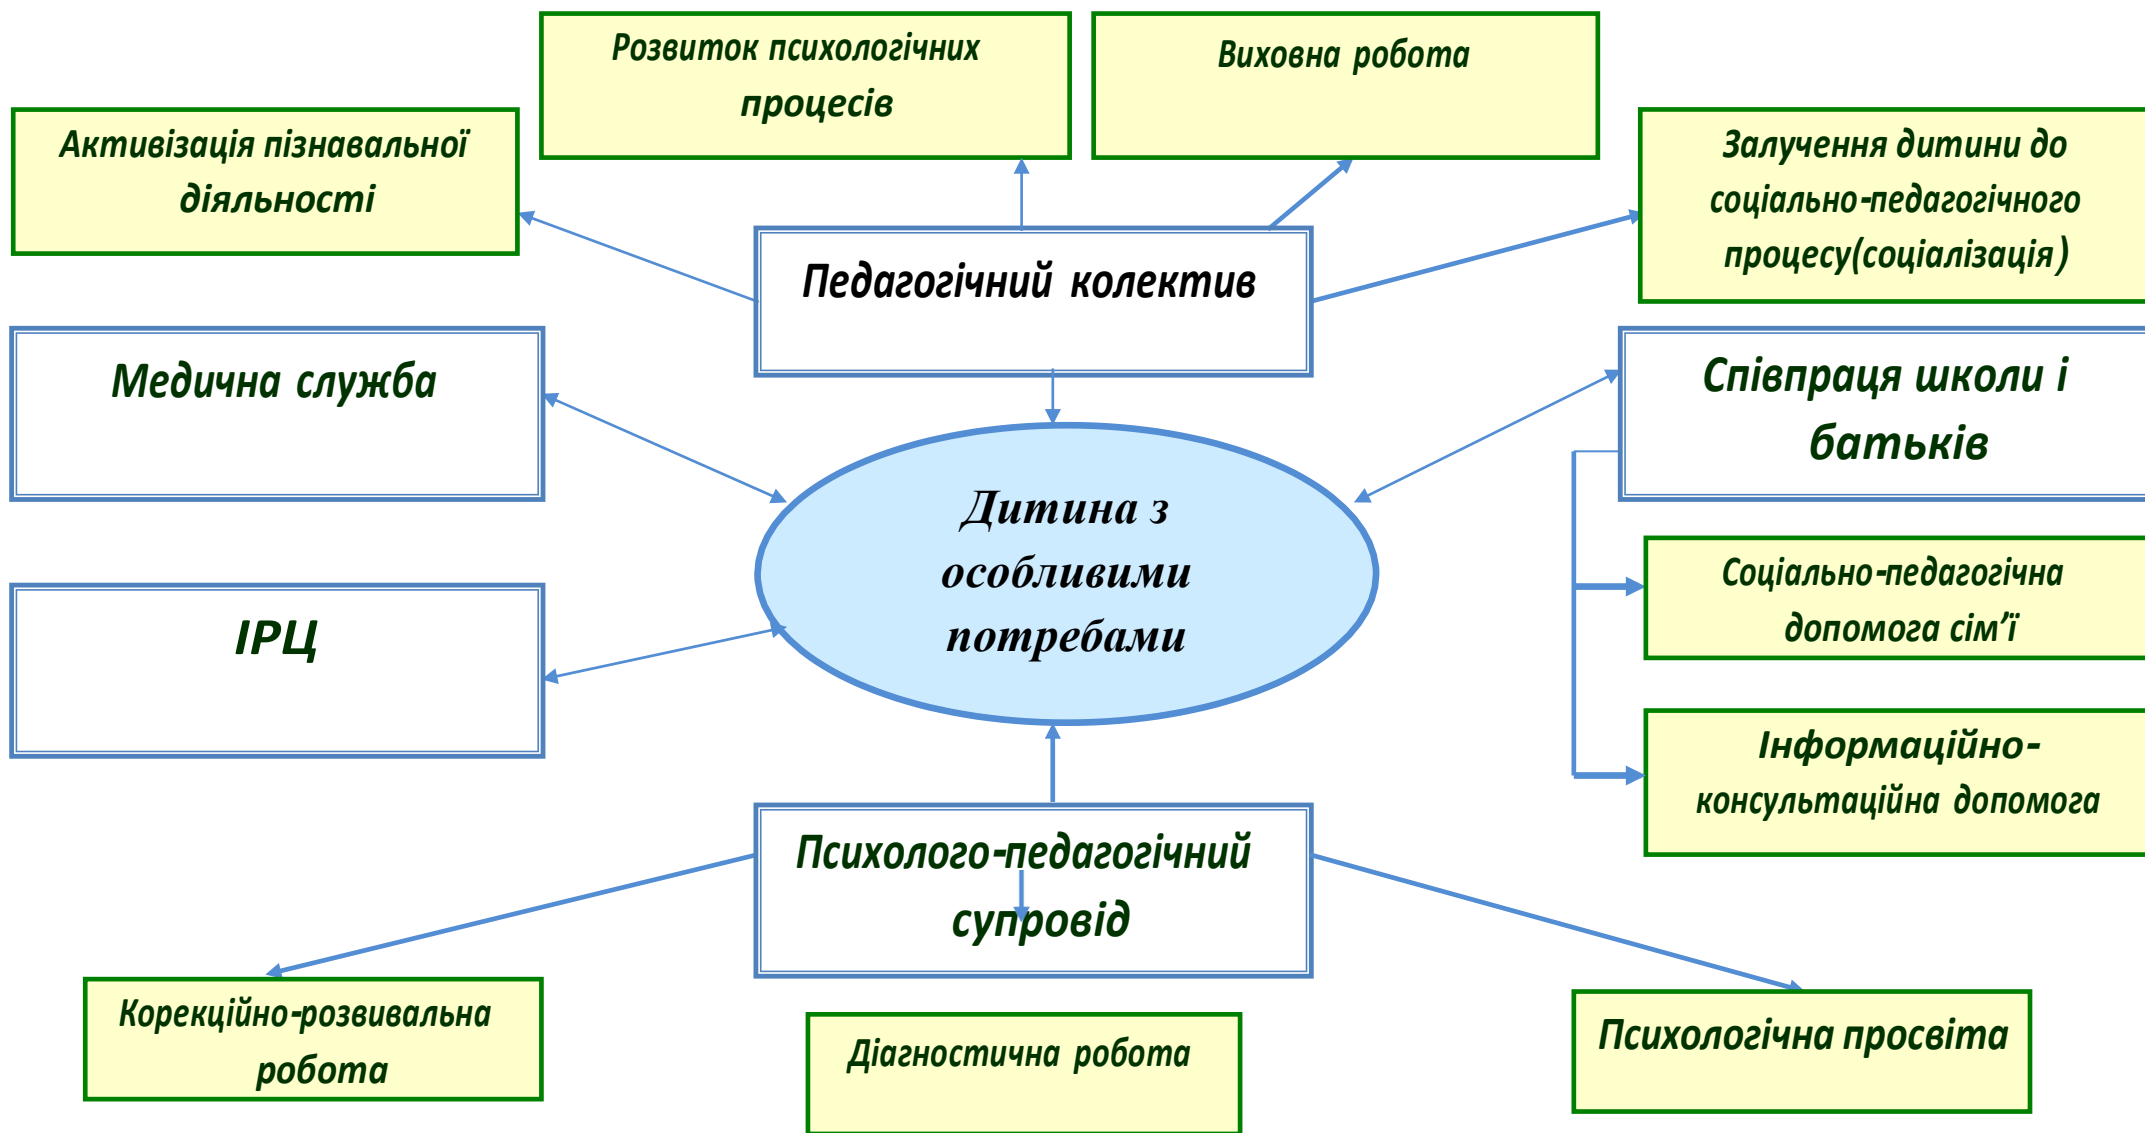 Розвиток психологічних
процесів
Виховна робота
Активізація пізнавальної
діяльності
Залучення дитини до
соціально-педагогічного
процесу(соціалізація)
Педагогічний колектив
Медична служба
Співпраця школи і
батьків
Дитина з
особливими
потребами
ІРЦ
Соціально-педагогічна
допомога сім’ї
Інформаційно-
консультаційна допомога
Психолого-педагогічний
супровід
Корекційно-розвивальна
робота
Діагностична робота
Психологічна просвіта